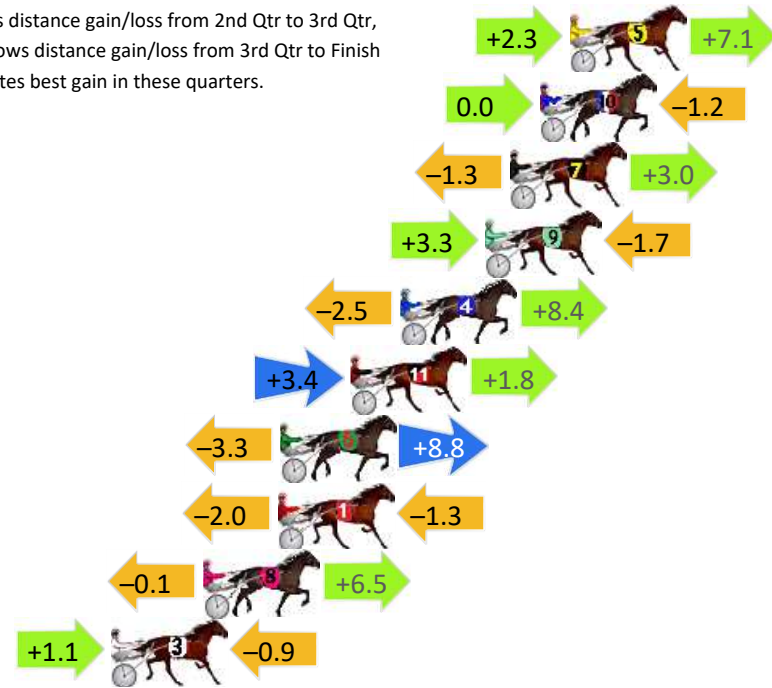 s distance gain/loss from 2nd Qtr to 3rd Qtr,
ows distance gain/loss from 3rd Qtr to Finish
tes best gain in these quarters.
+2.3 5 +7.1
0.0 10 –1.2
–1.3 7 +3.0
+3.3 9 –1.7
–2.5 4 +8.4
+3.4 11 +1.8
–3.3 +8.8
–2.0 1 –1.3
–0.1 8 +6.5
+1.1 3 –0.9